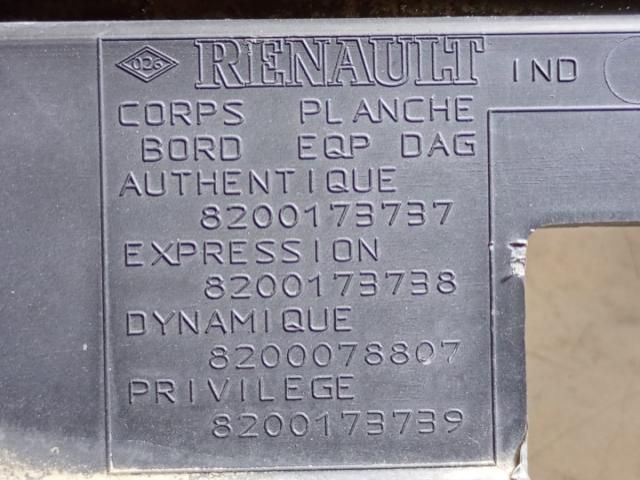 026 RENAULT IND
CORPS PLANCHE
BORD EQP DAG
AUTHENTIQUE
8200173737
EXPRESSION
8200173738
DYNAMIQUE
8200078807
PRIVILEGE
8200173739